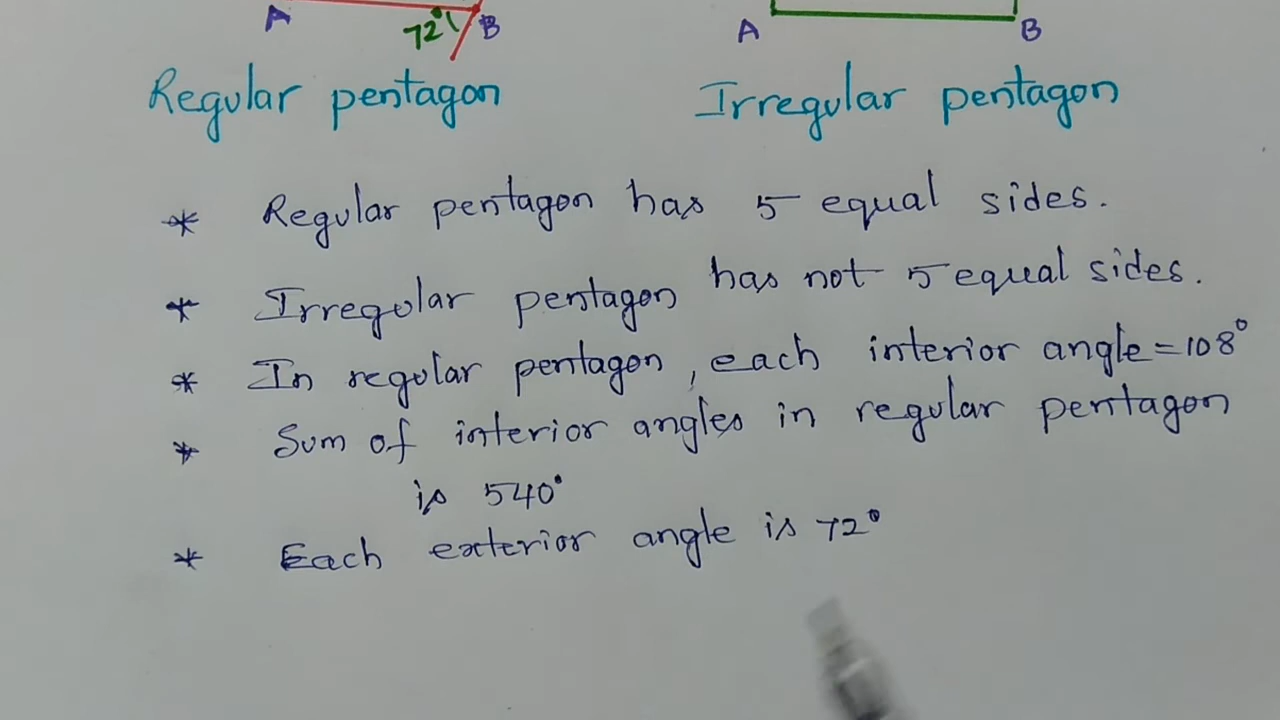 A 72° B A B
Regular pentagon Irregular pentagon
* Regular pentagon has 5 equal sides.
* Irregular pentagon has not 5 equal sides.
* In regular pentagon, each interior angle = 108°
* Sum of interior angles in regular pentagon
is 540°
* Each exterior angle is 72°